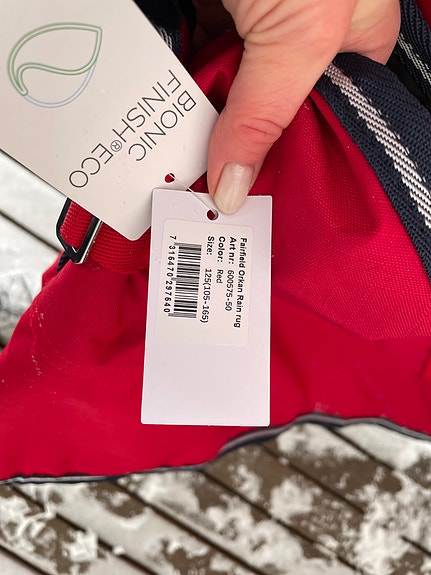 BIONIC
FINISH®ECO
Fairfield Orkan Rain rug
Art nr: 600575-50
Color: Red
Size: 125(105-165)
7 316470 297640